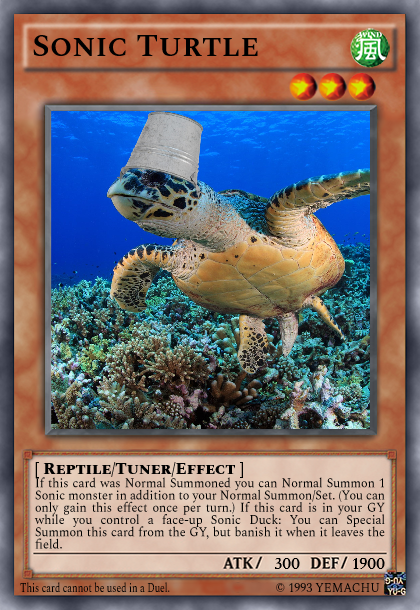 Sonic Turtle
WIND
風
[ Reptile/Tuner/Effect ]
If this card was Normal Summoned you can Normal Summon 1
Sonic monster in addition to your Normal Summon/Set. (You can
only gain this effect once per turn.) If this card is in your GY
while you control a face-up Sonic Duck: You can Special
Summon this card from the GY, but banish it when it leaves the
field.
ATK/ 300 DEF/ 1900
This card cannot be used in a Duel.
© 1993 YEMACHU